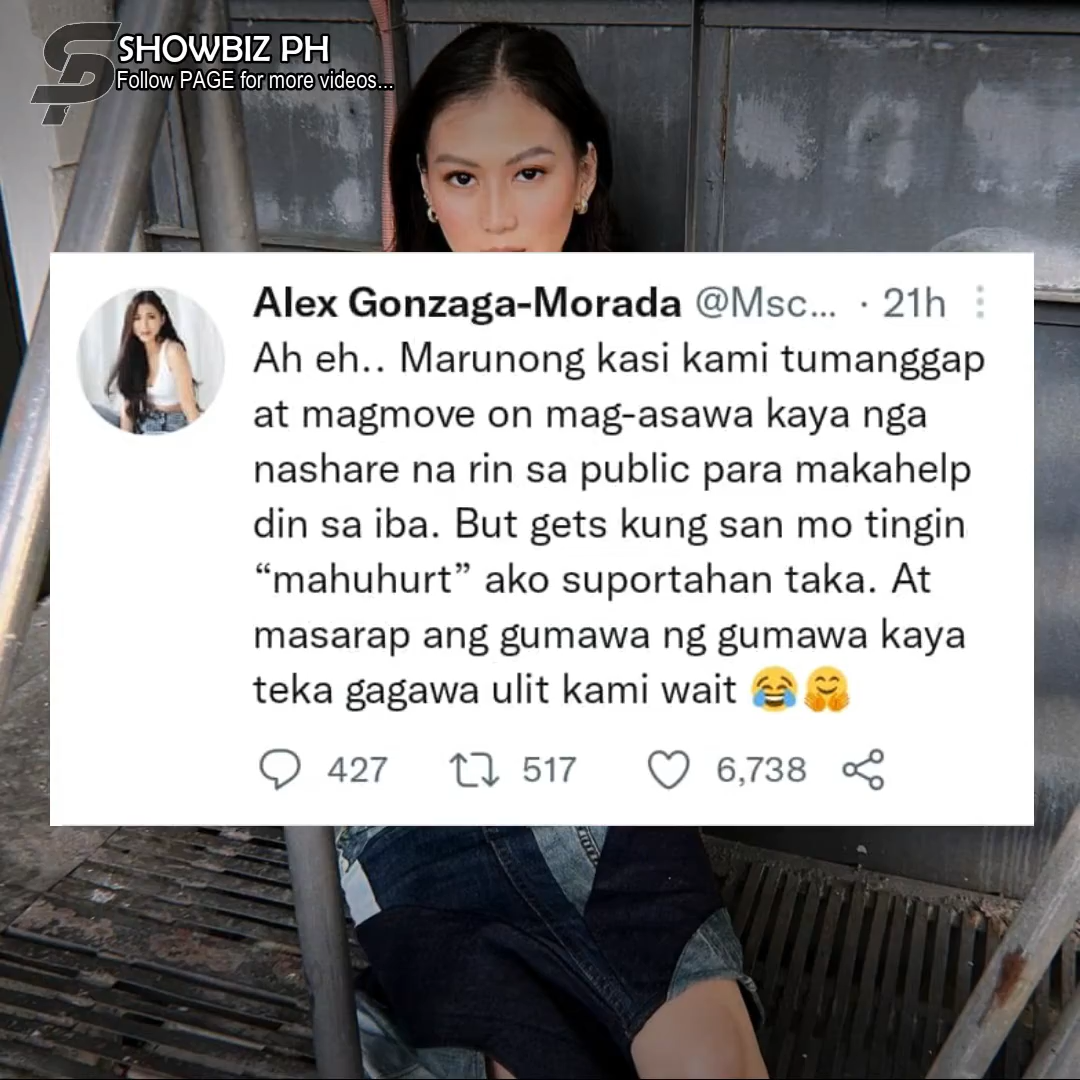 SHOWBIZ PH
Follow PAGE for more videos...
Alex Gonzaga-Morada @Msc... · 21h
Ah eh.. Marunong kasi kami tumanggap
at magmove on mag-asawa kaya nga
nashare na rin sa public para makahelp
din sa iba. But gets kung san mo tingin
“mahuhurt” ako suportahan taka. At
masarap ang gumawa ng gumawa kaya
teka gagawa ulit kami wait 😂🤗
427 517 6,738